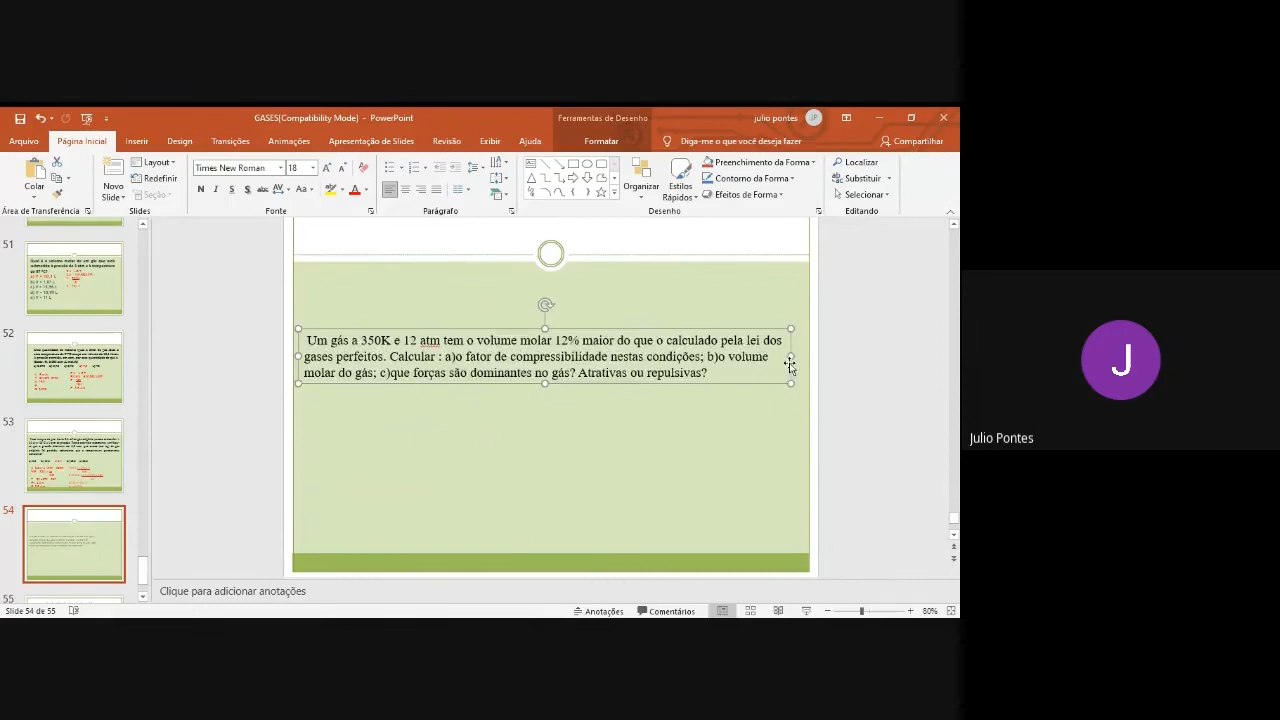 GASES[Compatibility Mode] - PowerPoint
Ferramentas de Desenho
julio pontes
JP
Arquivo
Página Inicial
Inserir
Design
Transições
Animações
Apresentação de Slides
Revisão
Exibir
Ajuda
Formatar
Diga-me o que você deseja fazer
Compartilhar
Colar
Área de Transferência
Novo
Slide
Layout
Redefinir
Seção
Slides
Times New Roman
18
N I S S abc AV Aa
Fonte
Parágrafo
Organizar
Estilos
Rápidos
Preenchimento da Forma
Contorno da Forma
Efeitos de Forma
Desenho
Localizar
Substituir
Selecionar
Editando
51
52
53
54
55
Um gás a 350K e 12 atm tem o volume molar 12% maior do que o calculado pela lei dos
gases perfeitos. Calcular : a)o fator de compressibilidade nestas condições; b)o volume
molar do gás; c)que forças são dominantes no gás? Atrativas ou repulsivas?
Clique para adicionar anotações
Slide 54 de 55
Anotações
Comentários
80%
J
Julio Pontes